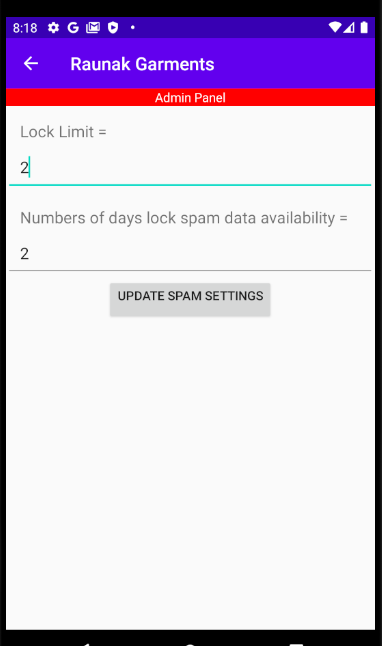 8:18
Raunak Garments
Admin Panel
Lock Limit =
2
Numbers of days lock spam data availability =
2
UPDATE SPAM SETTINGS